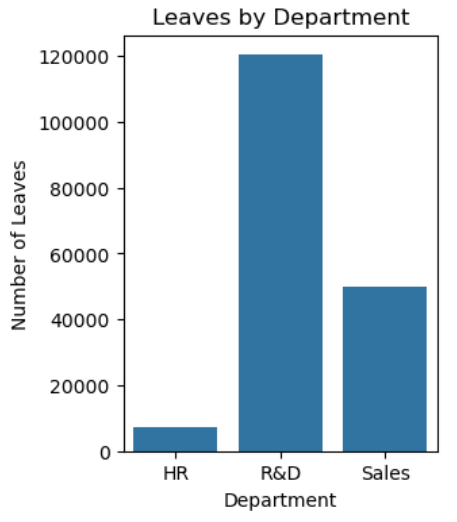 Leaves by Department
Number of Leaves
120000
100000
80000
60000
40000
20000
0
HR R&D Sales
Department